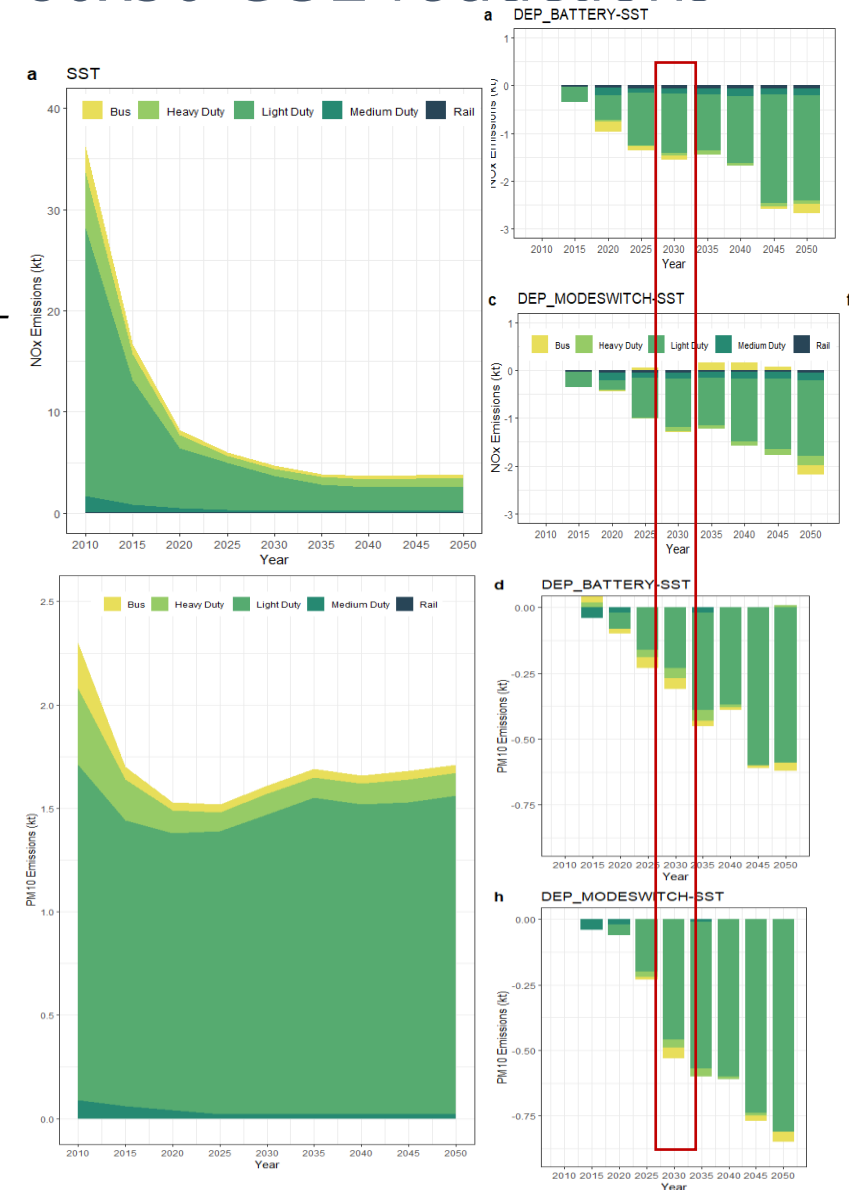 a SST
Bus Heavy Duty Light Duty Medium Duty Rail
NOx Emissions (kt)
40
30
20
10
0
2010 2015 2020 2025 2030 2035 2040 2045 2050
Year
Bus Heavy Duty Light Duty Medium Duty Rail
PM10 Emissions (kt)
2.5
2.0
1.5
1.0
0.5
0.0
2010 2015 2020 2025 2030 2035 2040 2045 2050
Year
a DEP_BATTERY-SST
NOx Emissions (kt)
1
0
-1
-2
-3
2010 2015 2020 2025 2030 2035 2040 2045 2050
Year
c DEP_MODESWITCH-SST f
Bus Heavy Duty Light Duty Medium Duty Rail
NOx Emissions (kt)
1
0
-1
-2
-3
2010 2015 2020 2025 2030 2035 2040 2045 2050
Year
d DEP_BATTERY-SST
PM10 Emissions (kt)
0.00
-0.25
-0.50
-0.75
2010 2015 2020 2025 2030 2035 2040 2045 2050
Year
h DEP_MODESWITCH-SST
PM10 Emissions (kt)
0.00
-0.25
-0.50
-0.75
2010 2015 2020 2025 2030 2035 2040 2045 2050
Year